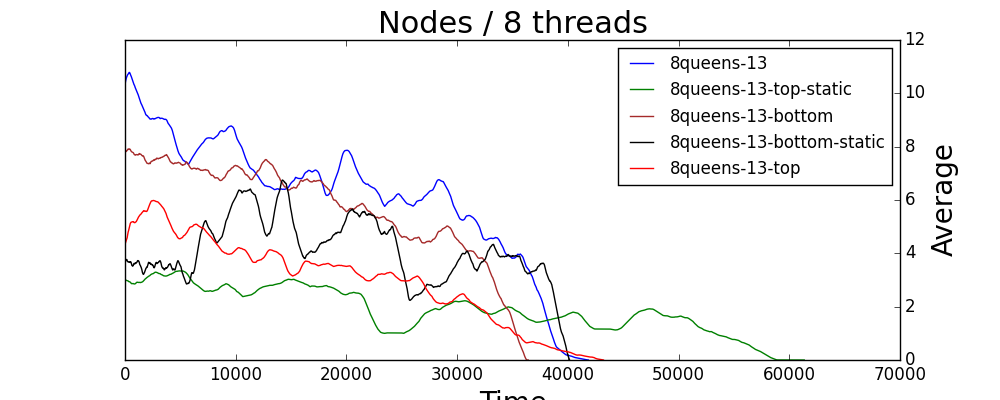 Nodes / 8 threads
8queens-13
8queens-13-top-static
8queens-13-bottom
8queens-13-bottom-static
8queens-13-top
12
10
8
6
4
2
0
Average
0 10000 20000 30000 40000 50000 60000 70000
Time